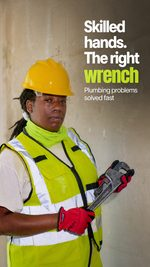 Skilled
hands.
The right
wrench
Plumbing problems
solved fast